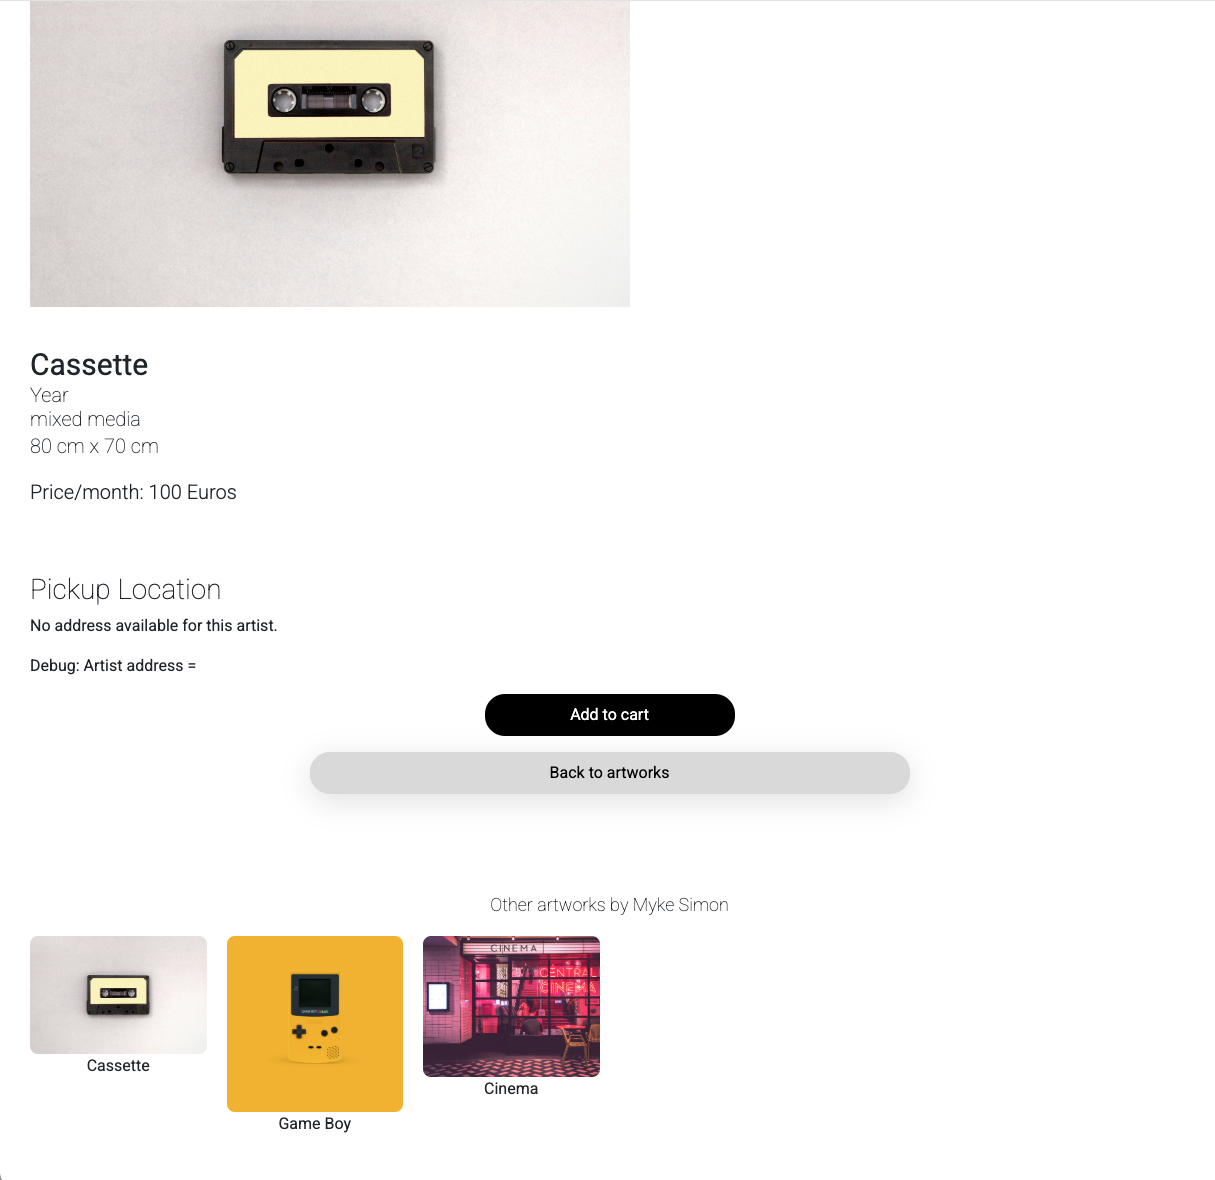 Cassette
Year
mixed media
80 cm x 70 cm
Price/month: 100 Euros
Pickup Location
No address available for this artist.
Debug: Artist address =
Add to cart
Back to artworks
Other artworks by Myke Simon
CINEMA
CENTRAL
CINEMA
Cassette
Cinema
Game Boy